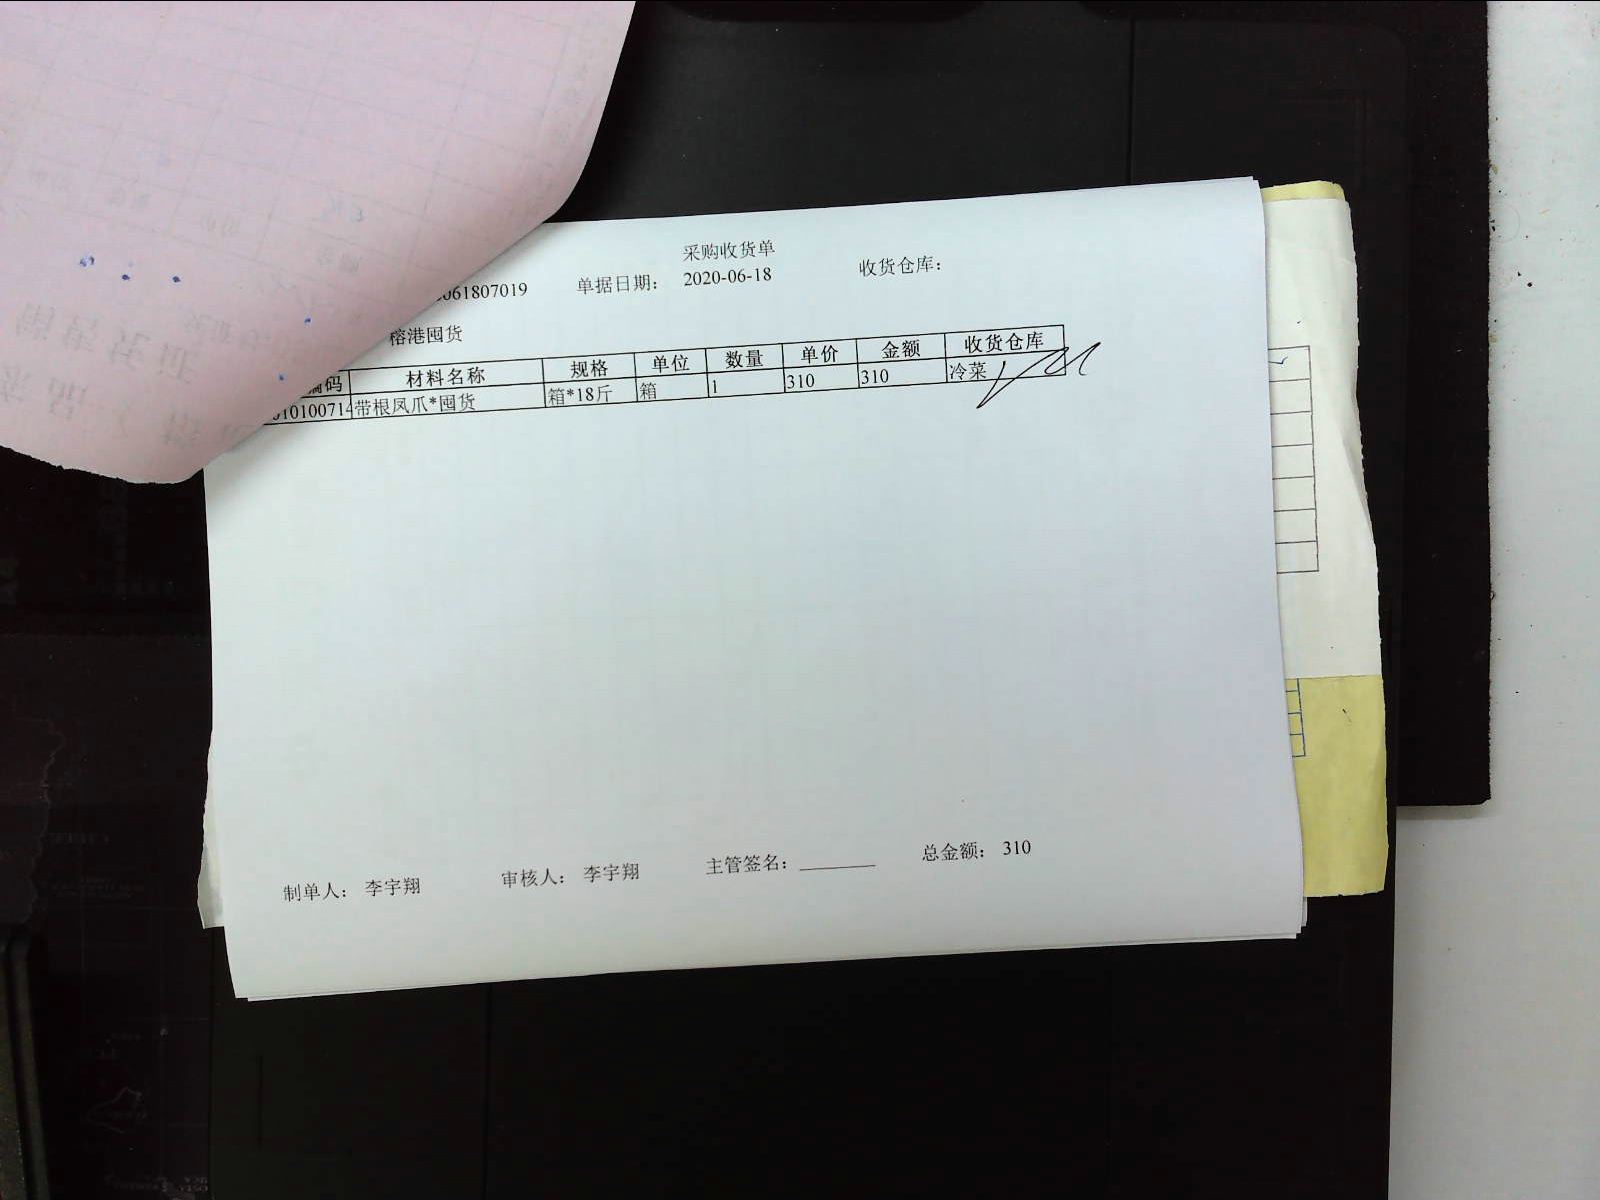 采购收货单
061807019 单据日期: 2020-06-18 收货仓库:
榕港囤货
编码 材料名称 规格 单位 数量 单价 金额 收货仓库
010100714 带根凤爪*囤货 箱*18斤 箱 1 310 310 冷菜
制单人: 李宇翔 审核人: 李宇翔 主管签名: 总金额: 310